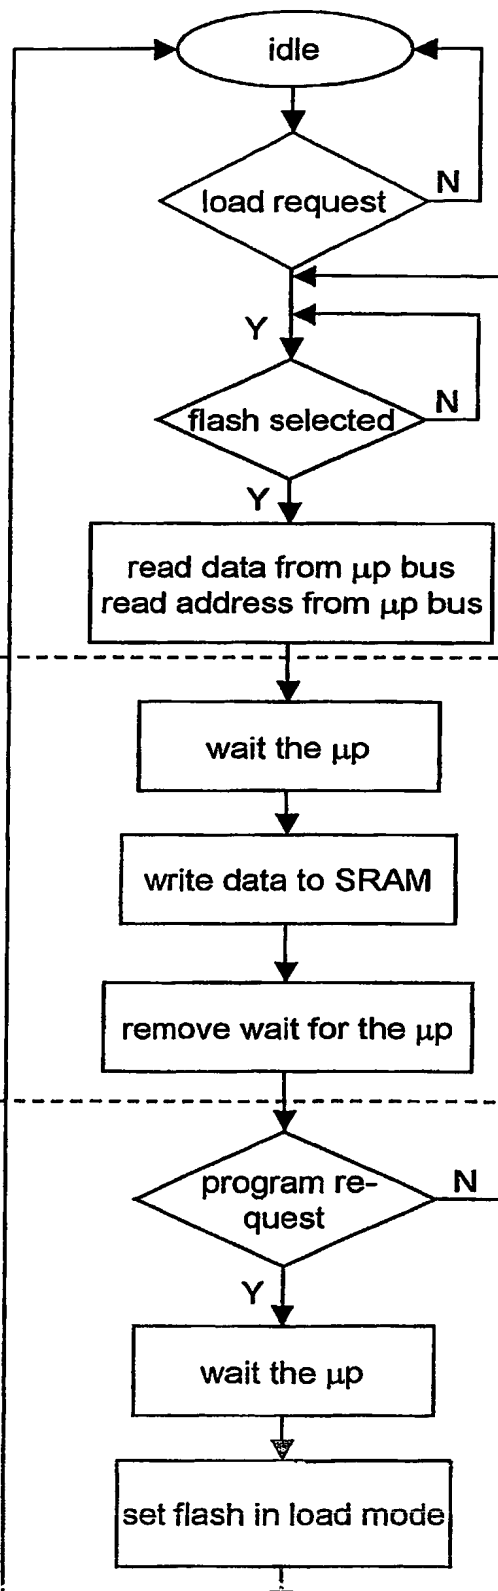 idle
load request
N
Y
flash selected
N
Y
read data from μp bus
read address from μp bus
wait the μp
write data to SRAM
remove wait for the μp
program re-
quest
N
Y
wait the μp
set flash in load mode